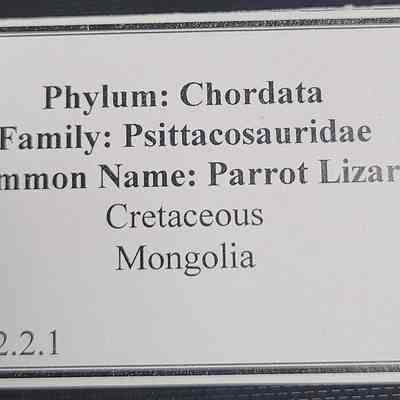 Phylum: Chordata
Family: Psittacosauridae
mmon Name: Parrot Lizar
Cretaceous
Mongolia
2.2.1